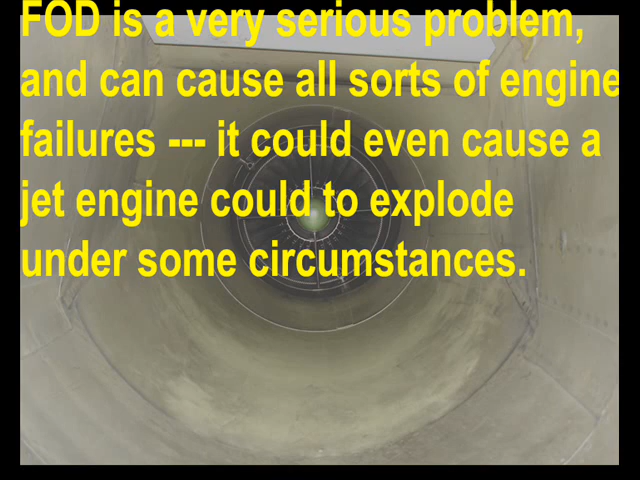 FOD is a very serious problem,
and can cause all sorts of engine
failures --- it could even cause a
jet engine could to explode
under some circumstances.